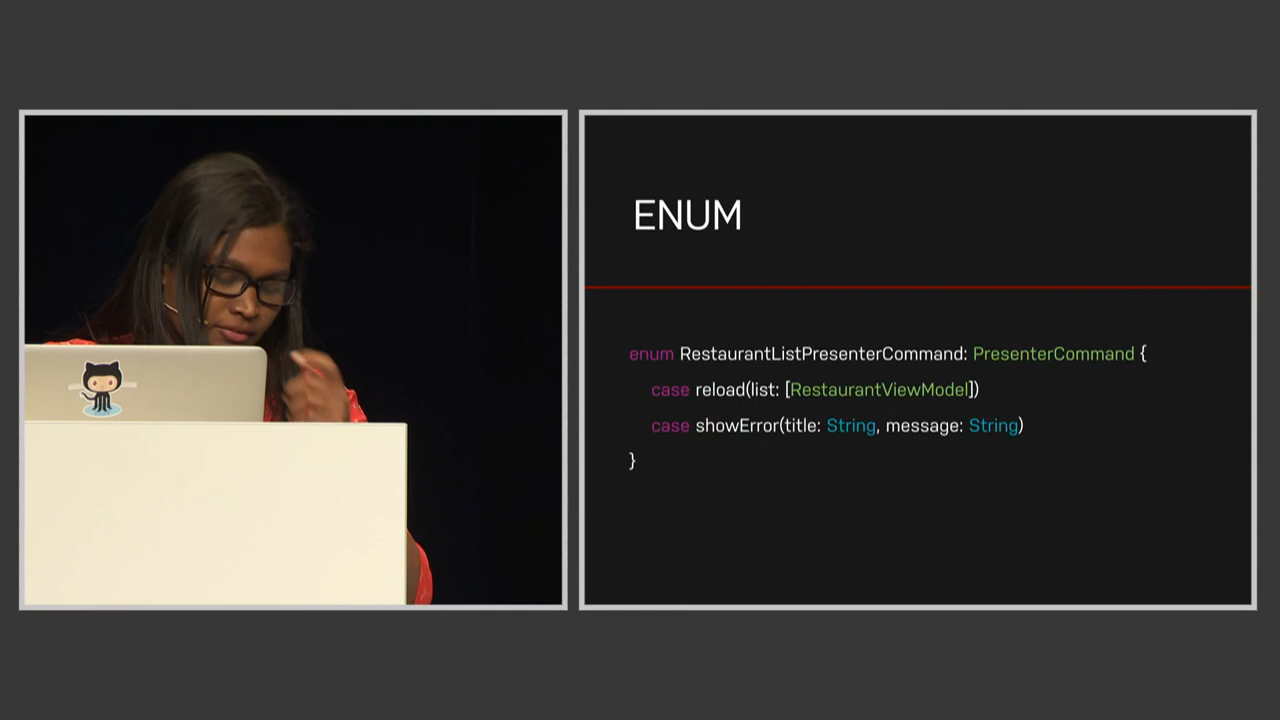 ENUM
enum RestaurantListPresenterCommand: PresenterCommand {
case reload(list: [RestaurantViewModel])
case showError(title: String, message: String)
}